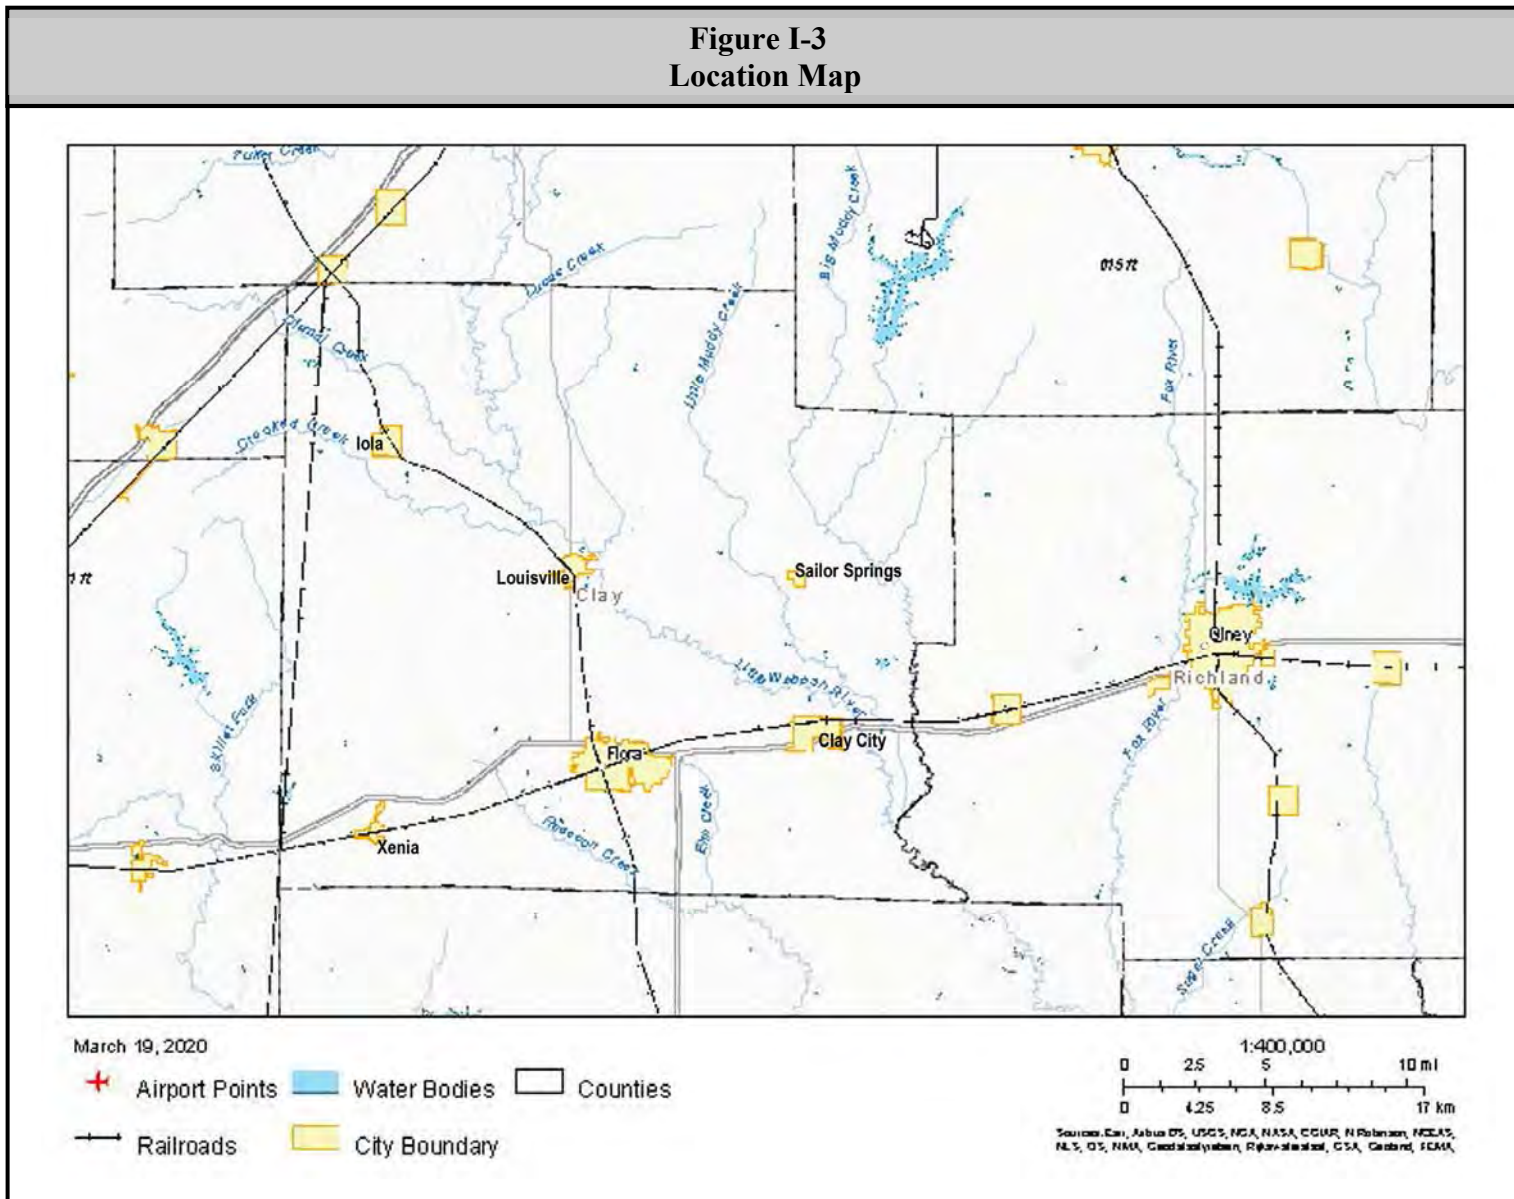 Figure I-3
Location Map
Big Muddy Creek
Little Muddy Creek
Dismal Creek
Fox River
Crooked Creek
Iola
Louisville
Clay
Sailor Springs
Olney
Richland
Little Wabash River
Skillet Fork
Flora
Clay City
Fox River
Elm Creek
Raccoon Creek
Xenia
Sugar Creek
March 19, 2020
1:400,000
0 2.5 5 10 mi
0 4.25 8.5 17 km
Airport Points
Water Bodies
Counties
Railroads
City Boundary